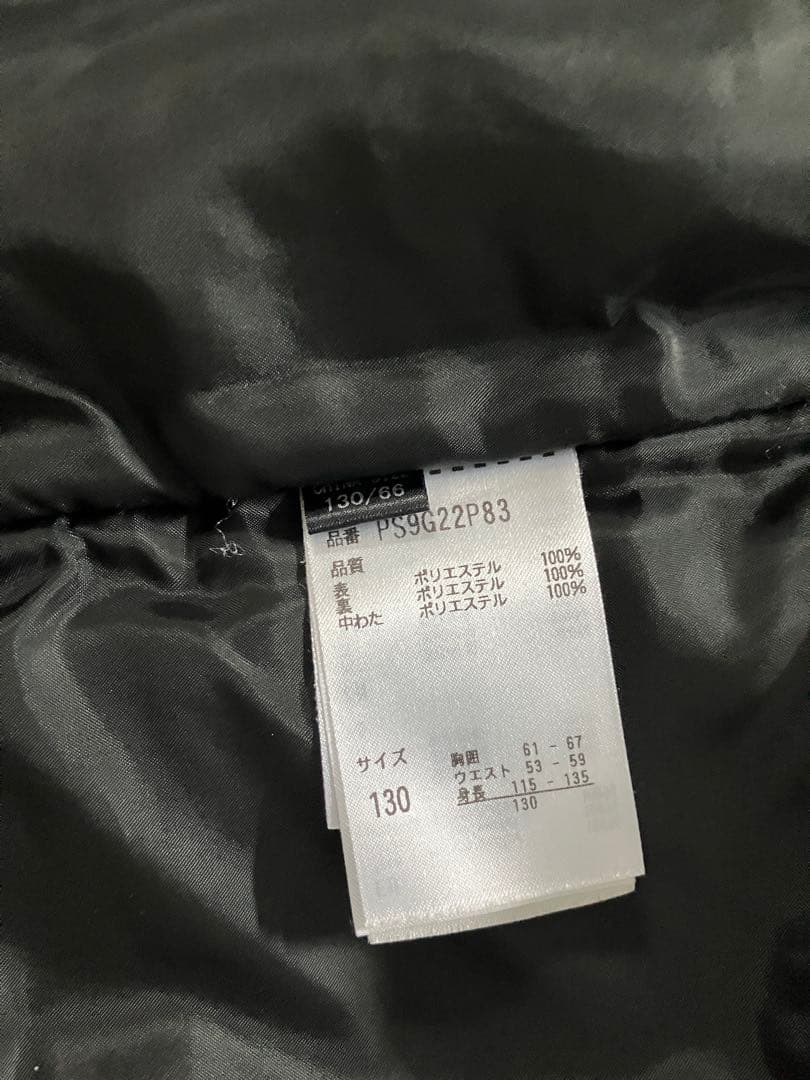 130/66
品番 PS9G22P83
品質
表 ポリエステル 100%
裏 ポリエステル 100%
中わた ポリエステル 100%
サイズ
130
胸囲 61 - 67
ウエスト 53 - 59
身長 115 - 135
130